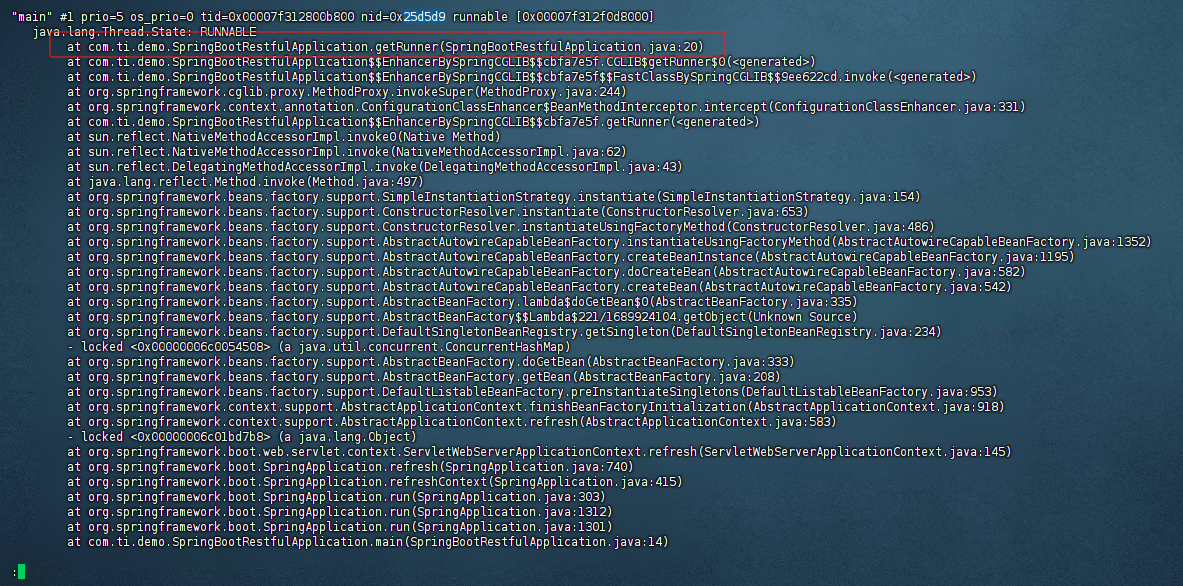 "main" #1 prio=5 os_prio=0 tid=0x00007f312800b800 nid=0x25d5d9 runnable [0x00007f312f0d8000]
java.lang.Thread.State: RUNNABLE
at com.ti.demo.SpringBootRestfulApplication.getRunner(SpringBootRestfulApplication.java:20)
at com.ti.demo.SpringBootRestfulApplication$$EnhancerBySpringCGLIB$$cbfa7e5f.CGLIB$getRunner$0(<generated>)
at com.ti.demo.SpringBootRestfulApplication$$EnhancerBySpringCGLIB$$cbfa7e5f$$FastClassBySpringCGLIB$$9ee622cd.invoke(<generated>)
at org.springframework.cglib.proxy.MethodProxy.invokeSuper(MethodProxy.java:244)
at org.springframework.context.annotation.ConfigurationClassEnhancer$BeanMethodInterceptor.intercept(ConfigurationClassEnhancer.java:331)
at com.ti.demo.SpringBootRestfulApplication$$EnhancerBySpringCGLIB$$cbfa7e5f.getRunner(<generated>)
at sun.reflect.NativeMethodAccessorImpl.invoke0(Native Method)
at sun.reflect.NativeMethodAccessorImpl.invoke(NativeMethodAccessorImpl.java:62)
at sun.reflect.DelegatingMethodAccessorImpl.invoke(DelegatingMethodAccessorImpl.java:43)
at java.lang.reflect.Method.invoke(Method.java:497)
at org.springframework.beans.factory.support.SimpleInstantiationStrategy.instantiate(SimpleInstantiationStrategy.java:154)
at org.springframework.beans.factory.support.ConstructorResolver.instantiate(ConstructorResolver.java:653)
at org.springframework.beans.factory.support.ConstructorResolver.instantiateUsingFactoryMethod(ConstructorResolver.java:486)
at org.springframework.beans.factory.support.AbstractAutowireCapableBeanFactory.instantiateUsingFactoryMethod(AbstractAutowireCapableBeanFactory.java:1352)
at org.springframework.beans.factory.support.AbstractAutowireCapableBeanFactory.createBeanInstance(AbstractAutowireCapableBeanFactory.java:1195)
at org.springframework.beans.factory.support.AbstractAutowireCapableBeanFactory.doCreateBean(AbstractAutowireCapableBeanFactory.java:582)
at org.springframework.beans.factory.support.AbstractAutowireCapableBeanFactory.createBean(AbstractAutowireCapableBeanFactory.java:542)
at org.springframework.beans.factory.support.AbstractBeanFactory.lambda$doGetBean$0(AbstractBeanFactory.java:335)
at org.springframework.beans.factory.support.AbstractBeanFactory$$Lambda$221/1689924104.getObject(Unknown Source)
at org.springframework.beans.factory.support.DefaultSingletonBeanRegistry.getSingleton(DefaultSingletonBeanRegistry.java:234)
- locked <0x00000006c0054508> (a java.util.concurrent.ConcurrentHashMap)
at org.springframework.beans.factory.support.AbstractBeanFactory.doGetBean(AbstractBeanFactory.java:333)
at org.springframework.beans.factory.support.AbstractBeanFactory.getBean(AbstractBeanFactory.java:208)
at org.springframework.beans.factory.support.DefaultListableBeanFactory.preInstantiateSingletons(DefaultListableBeanFactory.java:953)
at org.springframework.context.support.AbstractApplicationContext.finishBeanFactoryInitialization(AbstractApplicationContext.java:918)
at org.springframework.context.support.AbstractApplicationContext.refresh(AbstractApplicationContext.java:583)
- locked <0x00000006c01bd7b8> (a java.lang.Object)
at org.springframework.boot.web.servlet.context.ServletWebServerApplicationContext.refresh(ServletWebServerApplicationContext.java:145)
at org.springframework.boot.SpringApplication.refresh(SpringApplication.java:740)
at org.springframework.boot.SpringApplication.refreshContext(SpringApplication.java:415)
at org.springframework.boot.SpringApplication.run(SpringApplication.java:303)
at org.springframework.boot.SpringApplication.run(SpringApplication.java:1312)
at org.springframework.boot.SpringApplication.run(SpringApplication.java:1301)
at com.ti.demo.SpringBootRestfulApplication.main(SpringBootRestfulApplication.java:14)
: